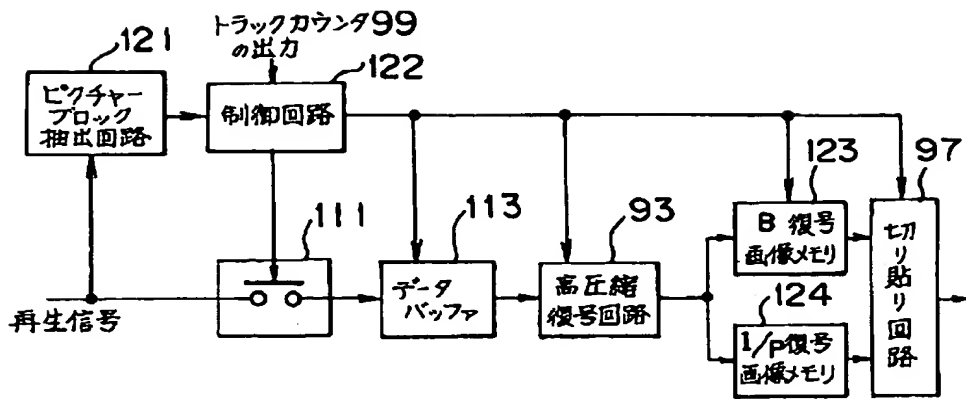 トラックカウンタ99
の出力
121
122
ピクチャー
ブロック
抽出回路
制御回路
123
97
111
113
93
B 復号
画像メモリ
切り貼り回路
データ
バッファ
高圧縮
復号回路
124
I/P復号
画像メモリ
再生信号